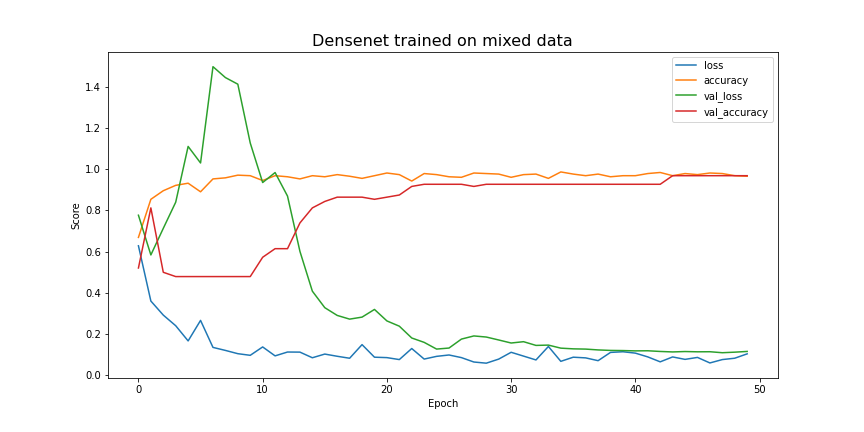 Densenet trained on mixed data
loss
accuracy
val_loss
val_accuracy
1.4
1.2
1.0
0.8
0.6
0.4
0.2
0.0
Score
0 10 20 30 40 50
Epoch